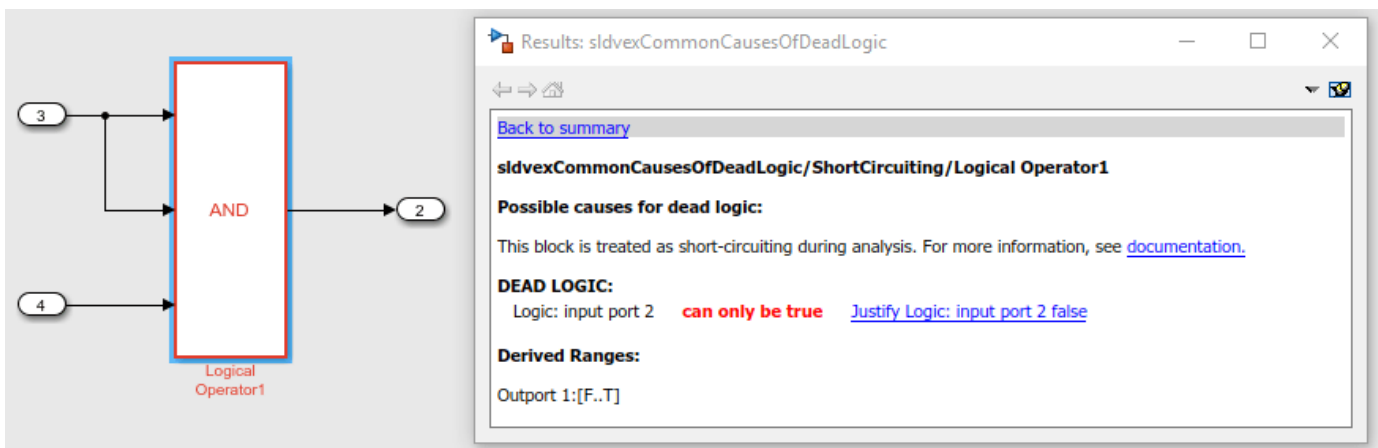 3
4
AND
2
Logical
Operator1
Results: sldvexCommonCausesOfDeadLogic
Back to summary
sldvexCommonCausesOfDeadLogic/ShortCircuiting/Logical Operator1
Possible causes for dead logic:
This block is treated as short-circuiting during analysis. For more information, see documentation.
DEAD LOGIC:
Logic: input port 2 can only be true Justify Logic: input port 2 false
Derived Ranges:
Outport 1:[F..T]